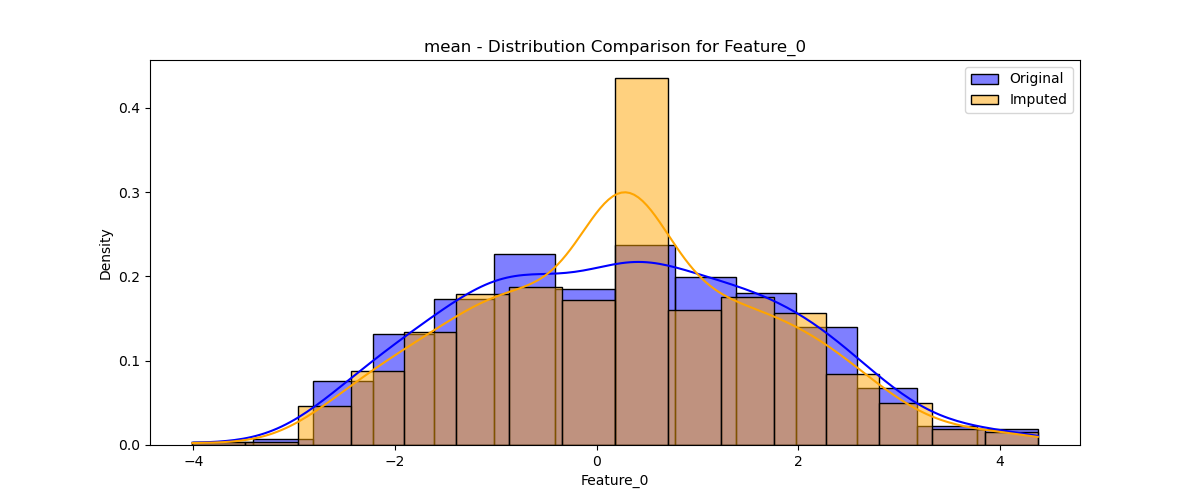 mean - Distribution Comparison for Feature_0
Original
Imputed
Density
0.4
0.3
0.2
0.1
0.0
−4
−2
0
2
4
Feature_0